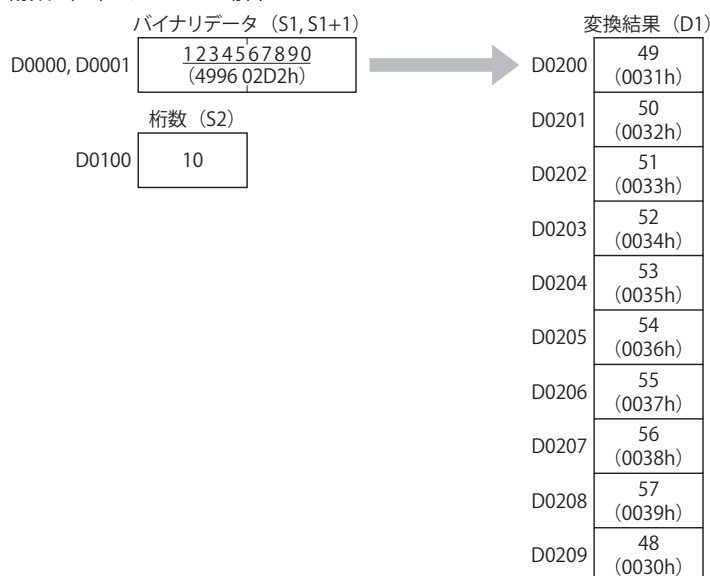 バイナリデータ（S1, S1+1）
D0000, D0001
1234567890
（4996 02D2h）
桁数（S2）
D0100
10
変換結果（D1）
D0200
49
（0031h）
D0201
50
（0032h）
D0202
51
（0033h）
D0203
52
（0034h）
D0204
53
（0035h）
D0205
54
（0036h）
D0206
55
（0037h）
D0207
56
（0038h）
D0208
57
（0039h）
D0209
48
（0030h）